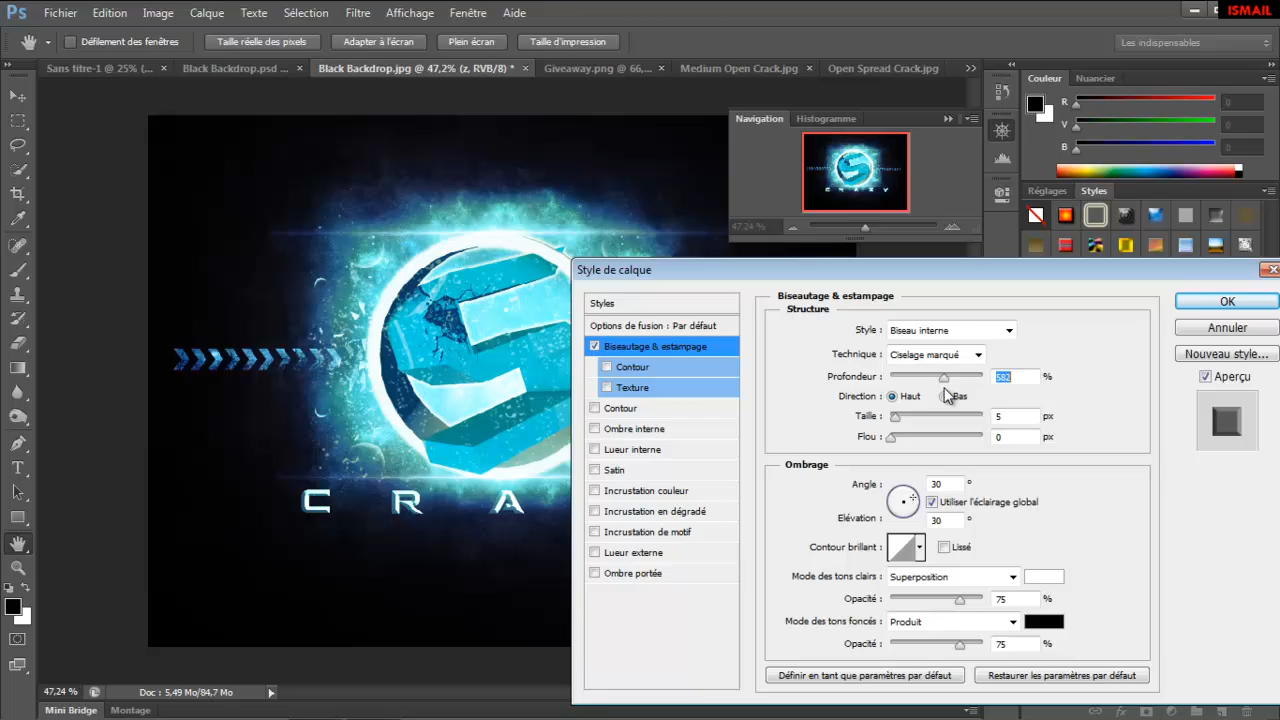 Ps Fichier Edition Image Calque Texte Sélection Filtre Affichage Fenêtre Aide
ISMAIL
Défilement des fenêtres Taille réelle des pixels Adapter à l'écran Plein écran Taille d'impression Les indispensables
Sans titre-1 @ 25% (... × Black Backdrop.psd ... × Black Backdrop.jpg @ 47,2% (z, RVB/8) * × Giveaway.png @ 66,... × Medium Open Crack.jpg × Open Spread Crack.jpg
Couleur Nuancier
R 0
V 0
B 0
Navigation Histogramme
47.24 %
Réglages Styles
CRA
Style de calque
Styles
Options de fusion : Par défaut
Biseautage & estampage
Contour
Texture
Contour
Ombre interne
Lueur interne
Satin
Incrustation couleur
Incrustation en dégradé
Incrustation de motif
Lueur externe
Ombre portée
Biseautage & estampage
Structure
Style : Biseau interne
Technique : Ciselage marqué
Profondeur : 582 %
Direction : Haut Bas
Taille : 5 px
Flou : 0 px
Ombrage
Angle : 30 °
Utiliser l'éclairage global
Elévation : 30 °
Contour brillant : Lissé
Mode des tons clairs : Superposition
Opacité : 75 %
Mode des tons foncés : Produit
Opacité : 75 %
Définir en tant que paramètres par défaut Restaurer les paramètres par défaut
OK
Annuler
Nouveau style...
Aperçu
47,24 % Doc : 5,49 Mo/84,7 Mo
Mini Bridge Montage